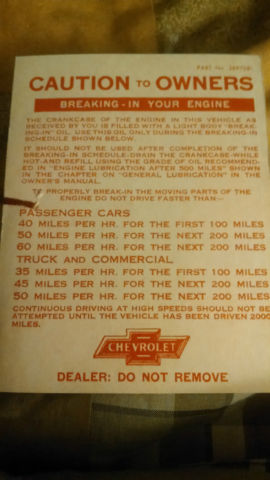 PART No.
CAUTION TO OWNERS
BREAKING-IN YOUR ENGINE
THE CRANKCASE OF THE ENGINE IN THIS VEHICLE AS
RECEIVED BY YOU IS FILLED WITH A LIGHT BODY "BREAK-
ING-IN" OIL. USE THIS OIL ONLY DURING THE BREAKING-IN
SCHEDULE SHOWN BELOW.
IT SHOULD NOT BE USED AFTER COMPLETION OF THE
BREAKING-IN SCHEDULE-DRAIN THE CRANKCASE-WHILE
HOT-AND REFILL USING THE GRADE OF OIL RECOMMEND-
ED IN "ENGINE LUBRICATION AFTER 500 MILES" SHOWN
IN THE CHAPTER ON "GENERAL LUBRICATION" IN THE
OWNER'S MANUAL.
TO PROPERLY BREAK-IN THE MOVING PARTS OF THE
ENGINE DO NOT DRIVE FASTER THAN:-
PASSENGER CARS
40 MILES PER HR. FOR THE FIRST 100 MILES
50 MILES PER HR. FOR THE NEXT 200 MILES
60 MILES PER HR. FOR THE NEXT 200 MILES
TRUCK AND COMMERCIAL
35 MILES PER HR. FOR THE FIRST 100 MILES
45 MILES PER HR. FOR THE NEXT 200 MILES
50 MILES PER HR. FOR THE NEXT 200 MILES
CONTINUOUS DRIVING AT HIGH SPEEDS SHOULD NOT BE
ATTEMPTED UNTIL THE VEHICLE HAS BEEN DRIVEN 2000
MILES.
CHEVROLET
DEALER: DO NOT REMOVE